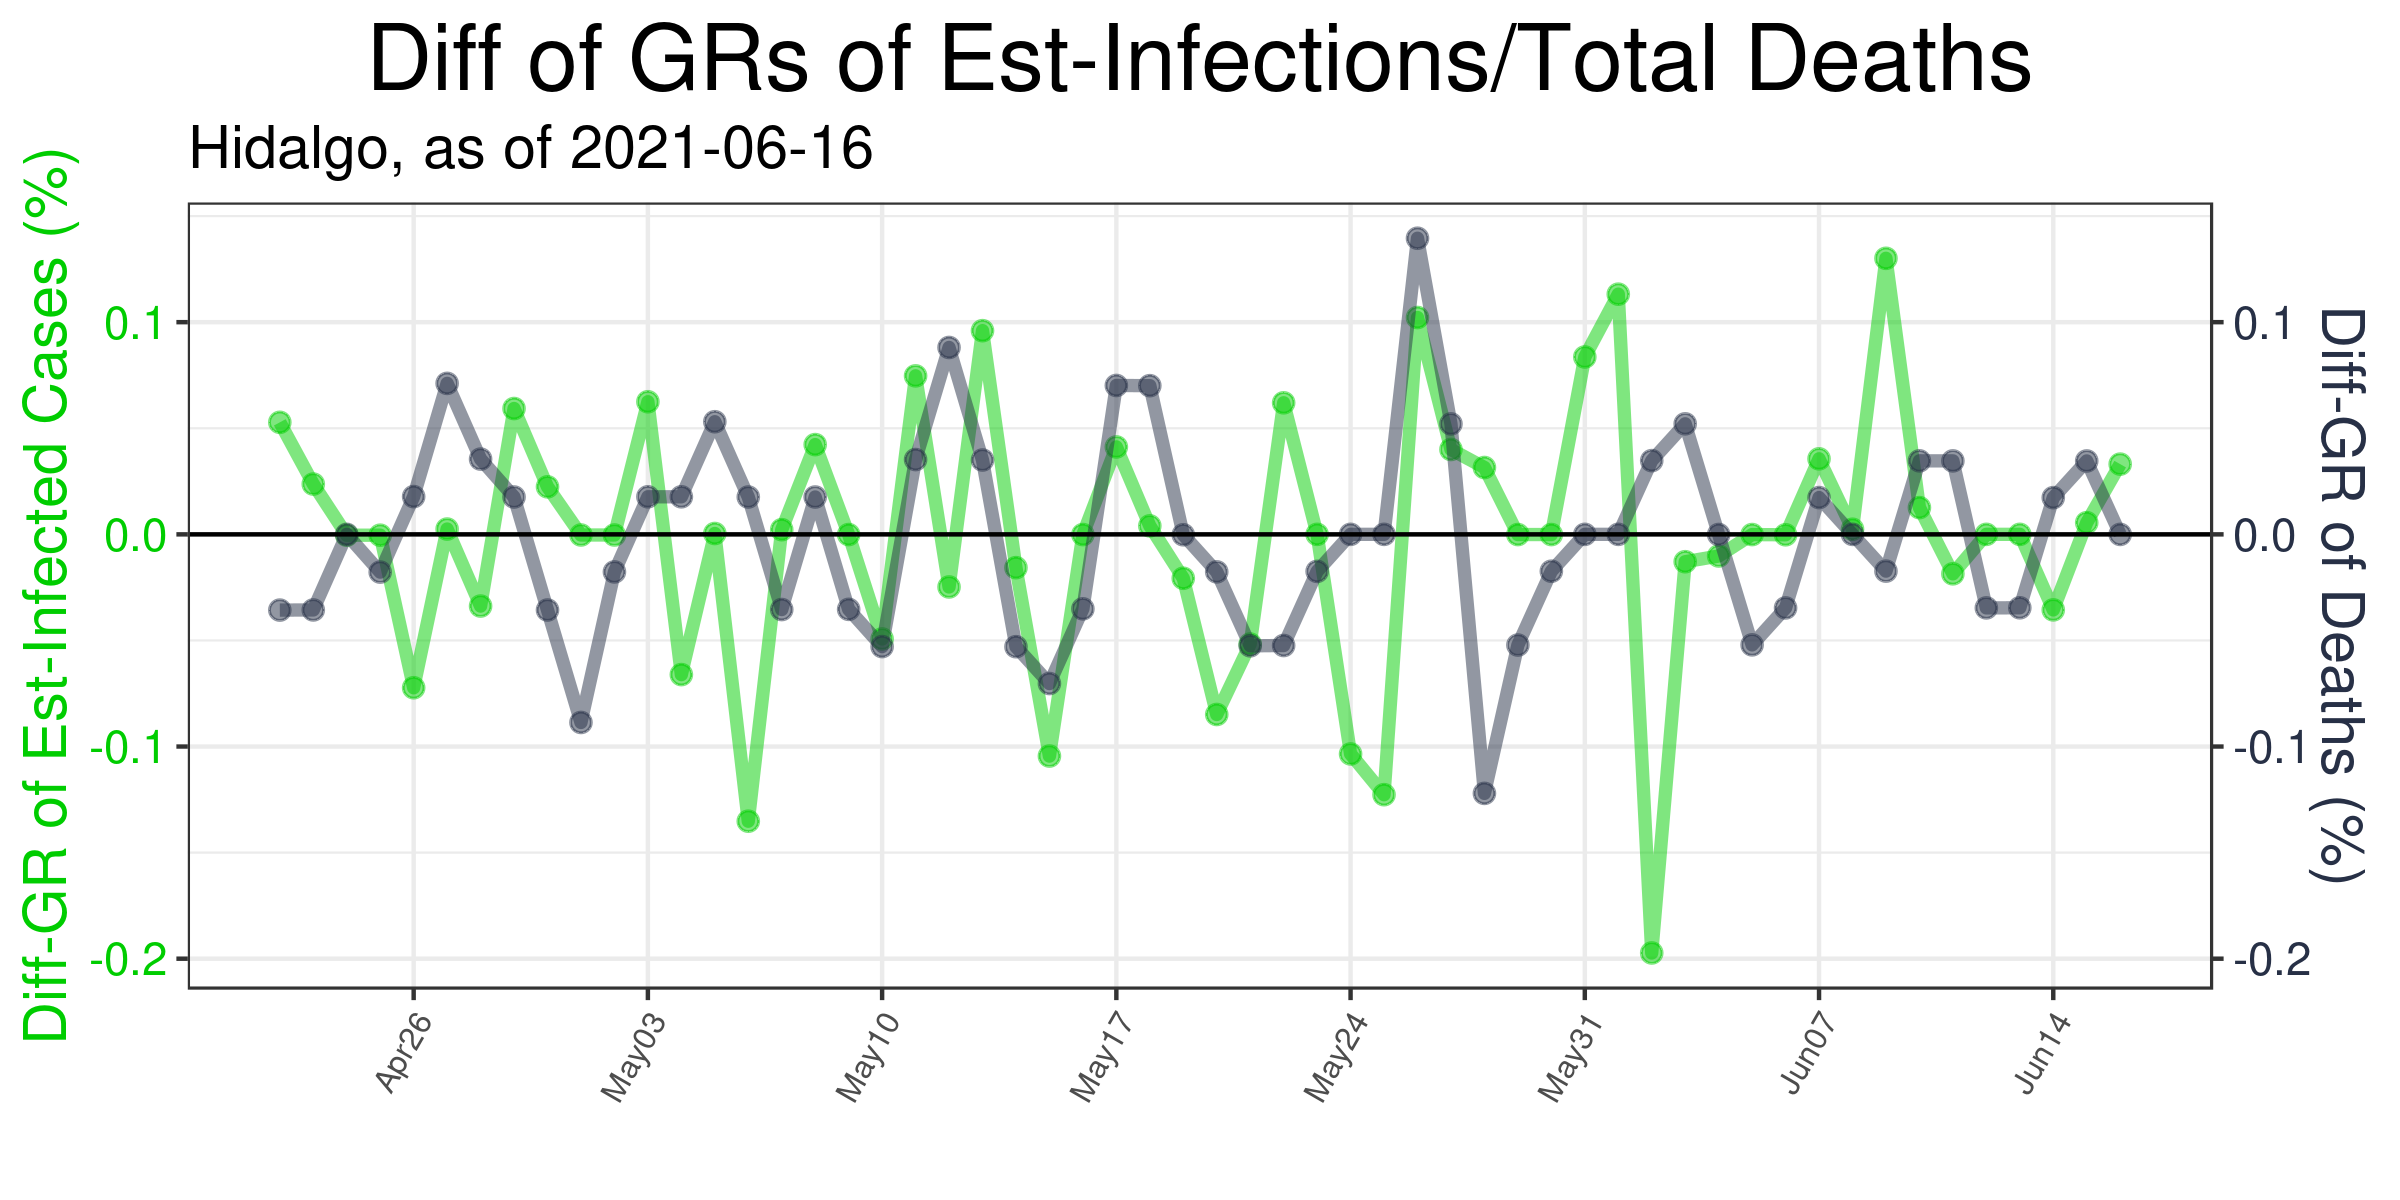 Diff of GRs of Est-Infections/Total Deaths
Hidalgo, as of 2021-06-16
Diff-GR of Est-Infected Cases (%)
0.1
0.0
-0.1
-0.2
0.1
0.0
-0.1
-0.2
Diff-GR of Deaths (%)
Apr26
May03
May10
May17
May24
May31
Jun07
Jun14